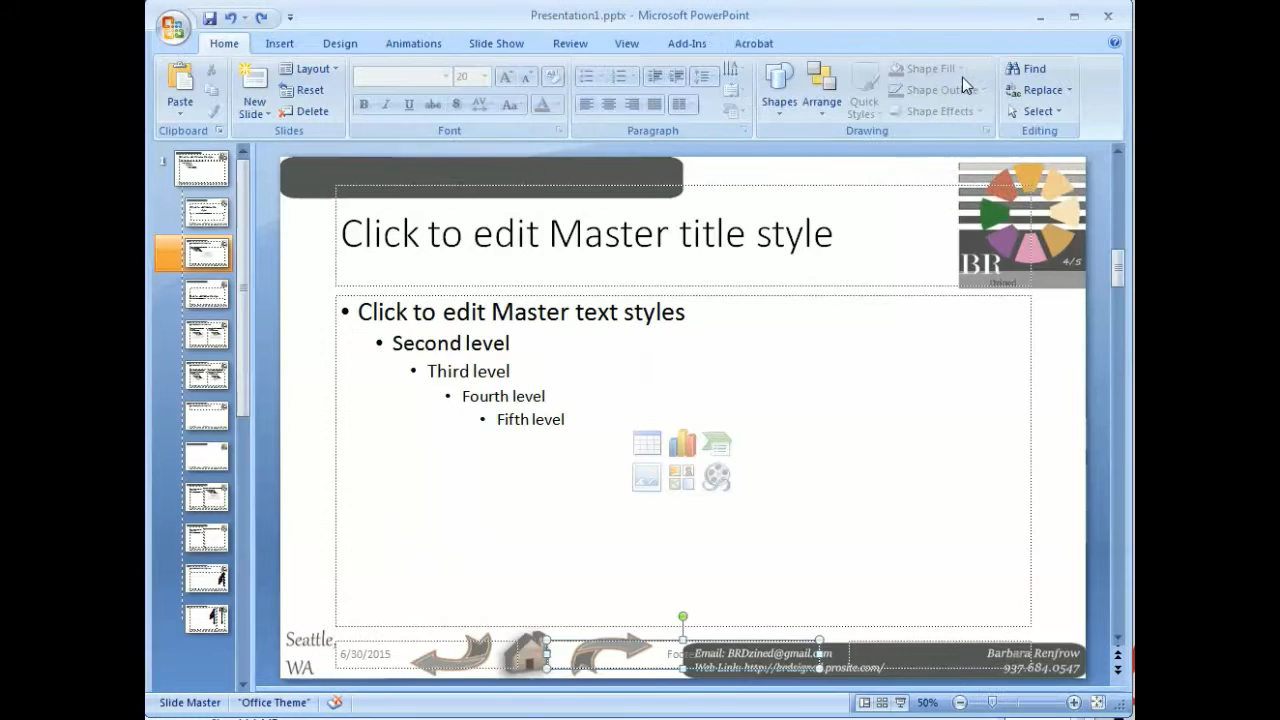 Presentation1.pptx - Microsoft PowerPoint
Home Insert Design Animations Slide Show Review View Add-Ins Acrobat
Paste
Clipboard
New Slide
Layout
Reset
Delete
Slides
20
B I U abe S AV Aa A
Font
Paragraph
Shapes
Arrange
Quick Styles
Shape Fill
Shape
Shape Effects
Drawing
Find
Replace
Select
Editing
1
Click to edit Master title style
BR
4/5
Dzined
• Click to edit Master text styles
• Second level
• Third level
• Fourth level
• Fifth level
Seattle, WA
6/30/2015
Email: BRDzined@gmail.com
Barbara Renfrow
937.684.0547
Slide Master
"Office Theme"
50%